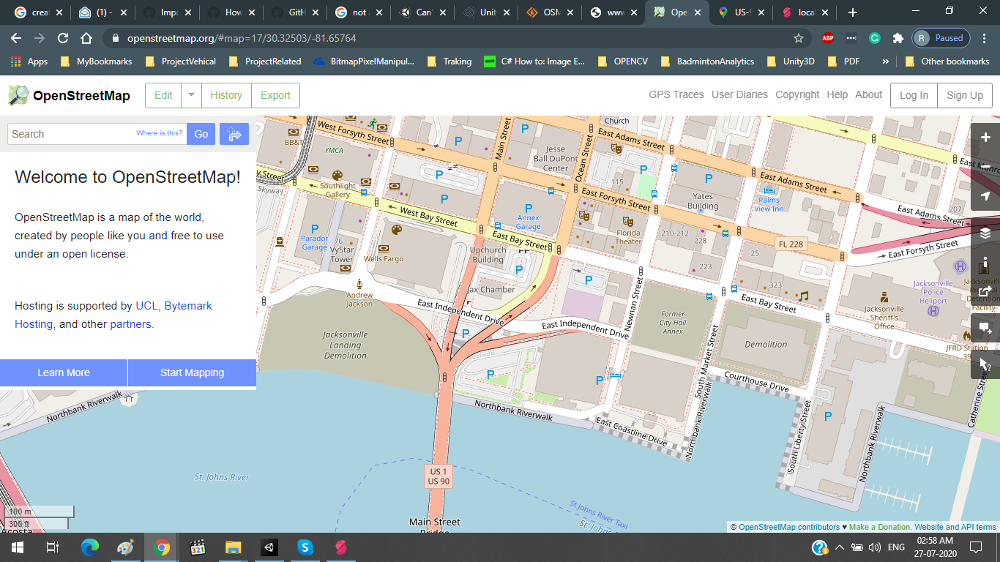 creat
(1) -
Impo
How
GitH
not a
Can'
Unity
OSM
www
Ope
US-9
loca
openstreetmap.org/#map=17/30.32503/-81.65764
ABP
R Paused
Apps
MyBookmarks
ProjectVehical
ProjectRelated
BitmapPixelManipul...
Traking
C# How to: Image E...
OPENCV
BadmintonAnalytics
Unity3D
PDF
»
Other bookmarks
OpenStreetMap
Edit
History
Export
GPS Traces
User Diaries
Copyright
Help
About
Log In
Sign Up
Search
Where is this?
Go
Welcome to OpenStreetMap!
OpenStreetMap is a map of the world,
created by people like you and free to use
under an open license.
Hosting is supported by UCL, Bytemark
Hosting, and other partners.
Learn More
Start Mapping
West Forsyth Street
BB&T
YMCA
Main Street
Jesse
Ball DuPont
Center
Ocean Street
Church
East Adams Street
East Adams Street
East Adams Street
115
East Forsyth Street
East Forsyth Street
Yates
Building
Palms
View Inn
207
FL 228
y Street
Skyway
Southlight
Gallery
West Bay Street
Annex
Garage
East Bay Street
East Bay Street
Florida
Theater
210-212
228
223
25
323
Parador
Garage
76
VyStar
Tower
Wells Fargo
Upchurch
Building
Jax Chamber
Andrew
Jackson
East Independent Drive
East Independent Drive
Newnan Street
Former
City Hall
Annex
Jacksonville
Police
Heliport
Jacksonville
Sheriff's
Office
Detention
Facility
JFRD Station
39
Jacksonville
Landing
Demolition
Demolition
South Market Street
Courthouse Drive
Northbank Riverwalk
Northbank Riverwalk
Northbank Riverwalk
Northbank Riverwalk
East Coastline Drive
South Liberty Street
Catherine Street
US 1
US 90
St. Johns River
St Johns River Taxi
Main Street
Bridge
100 m
300 ft
Acosta
© OpenStreetMap contributors ♥ Make a Donation. Website and API terms
321
ENG
02:58 AM
27-07-2020